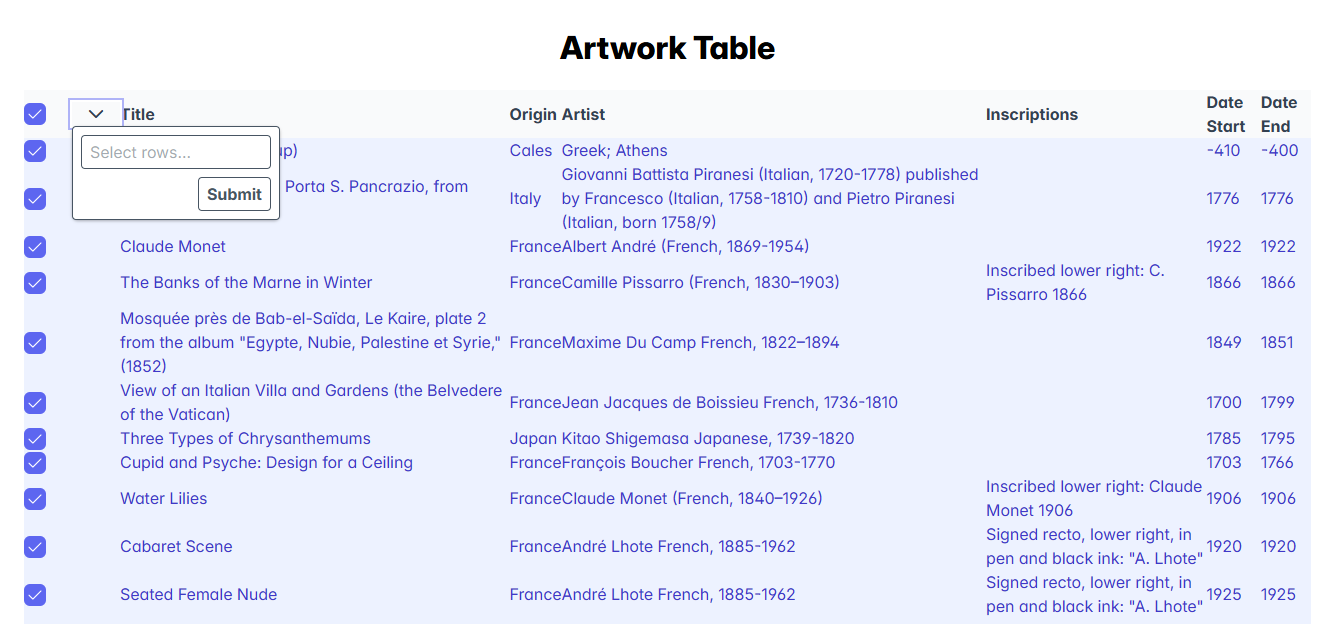 Artwork Table
Title Origin Artist Inscriptions Date Start Date End
Select rows...
Submit
up) Cales Greek; Athens -410 -400
Porta S. Pancrazio, from Italy Giovanni Battista Piranesi (Italian, 1720-1778) published
by Francesco (Italian, 1758-1810) and Pietro Piranesi
(Italian, born 1758/9) 1776 1776
Claude Monet France Albert André (French, 1869-1954) 1922 1922
The Banks of the Marne in Winter France Camille Pissarro (French, 1830–1903) Inscribed lower right: C.
Pissarro 1866 1866 1866
Mosquée près de Bab-el-Saïda, Le Kaire, plate 2
from the album "Egypte, Nubie, Palestine et Syrie,"
(1852) France Maxime Du Camp French, 1822–1894 1849 1851
View of an Italian Villa and Gardens (the Belvedere
of the Vatican) France Jean Jacques de Boissieu French, 1736-1810 1700 1799
Three Types of Chrysanthemums Japan Kitao Shigemasa Japanese, 1739-1820 1785 1795
Cupid and Psyche: Design for a Ceiling France François Boucher French, 1703-1770 1703 1766
Water Lilies France Claude Monet (French, 1840–1926) Inscribed lower right: Claude
Monet 1906 1906 1906
Cabaret Scene France André Lhote French, 1885-1962 Signed recto, lower right, in
pen and black ink: "A. Lhote" 1920 1920
Seated Female Nude France André Lhote French, 1885-1962 Signed recto, lower right, in
pen and black ink: "A. Lhote" 1925 1925